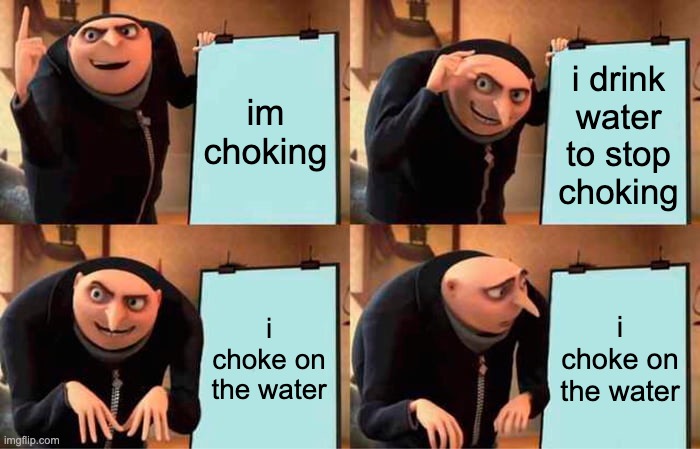 im
choking
i drink
water
to stop
choking
i
choke on
the water
i
choke on
the water
imgflip.com